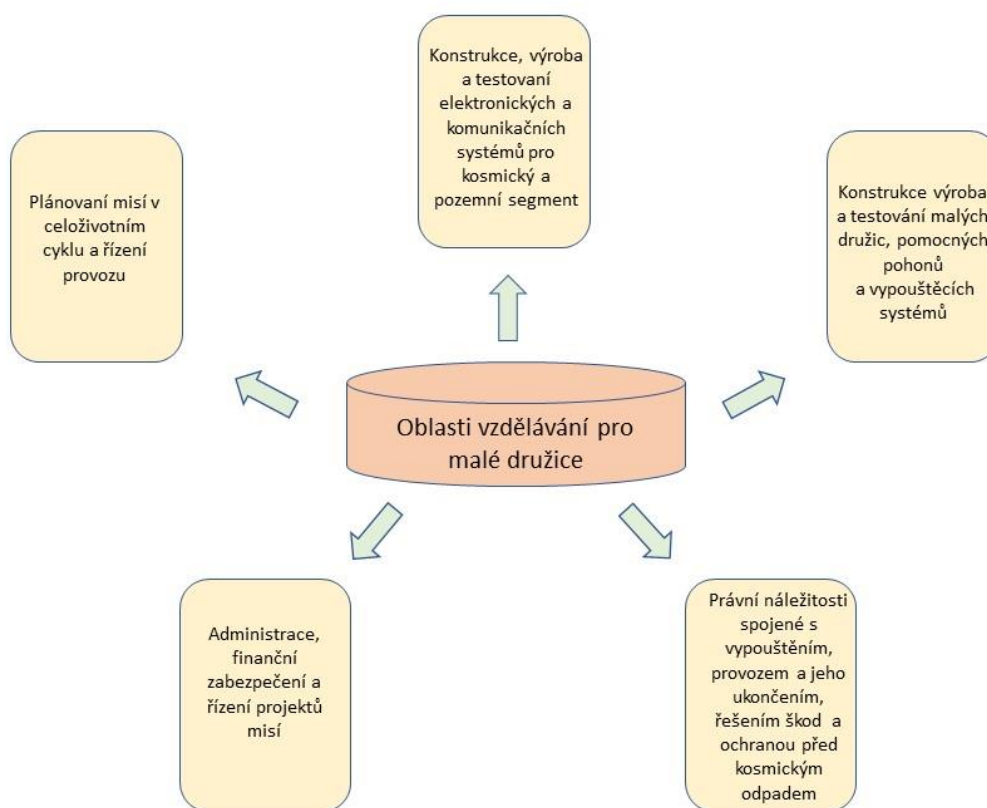 Konstrukce, výroba
a testovaní
elektronických a
komunikačních
systémů pro
kosmický a
pozemní segment
Plánovaní misí v
celoživotním
cyklu a řízení
provozu
Konstrukce výroba
a testování malých
družic, pomocných
pohonů
a vypouštěcích
systémů
Oblasti vzdělávání pro
malé družice
Administrace,
finanční
zabezpečení a
řízení projektů
misí
Právní náležitosti
spojené s
vypouštěním,
provozem a jeho
ukončením,
řešením škod a
ochranou před
kosmickým
odpadem